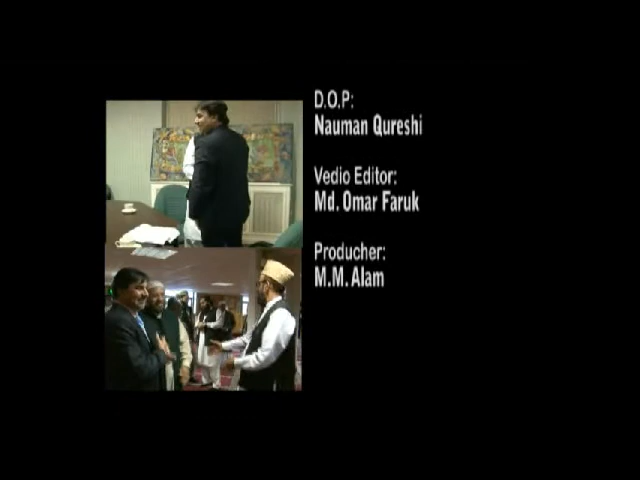 D.O.P:
Nauman Qureshi
Vedio Editor:
Md. Omar Faruk
Producher:
M.M. Alam